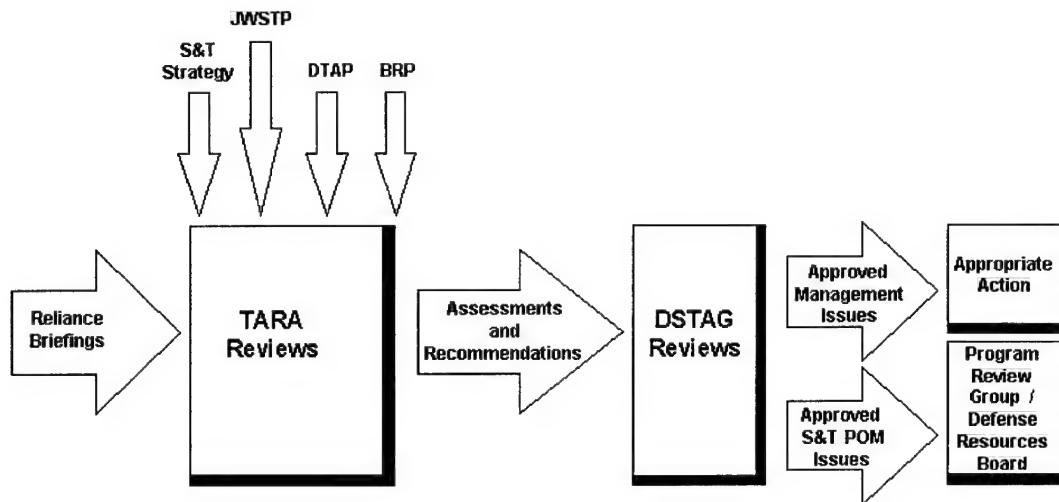 JWSTP
S&T
Strategy
DTAP
BRP
Reliance
Briefings
TARA
Reviews
Assessments
and
Recommendations
DSTAG
Reviews
Approved
Management
Issues
Appropriate
Action
Approved
S&T POM
Issues
Program
Review
Group /
Defense
Resources
Board